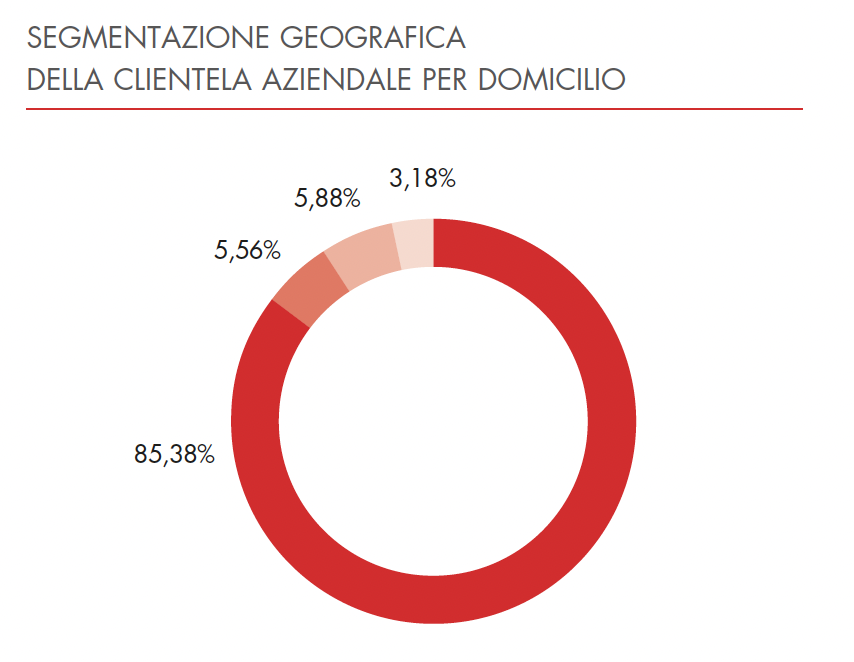 SEGMENTAZIONE GEOGRAFICA
DELLA CLIENTELA AZIENDALE PER DOMICILIO
3,18%
5,88%
5,56%
85,38%